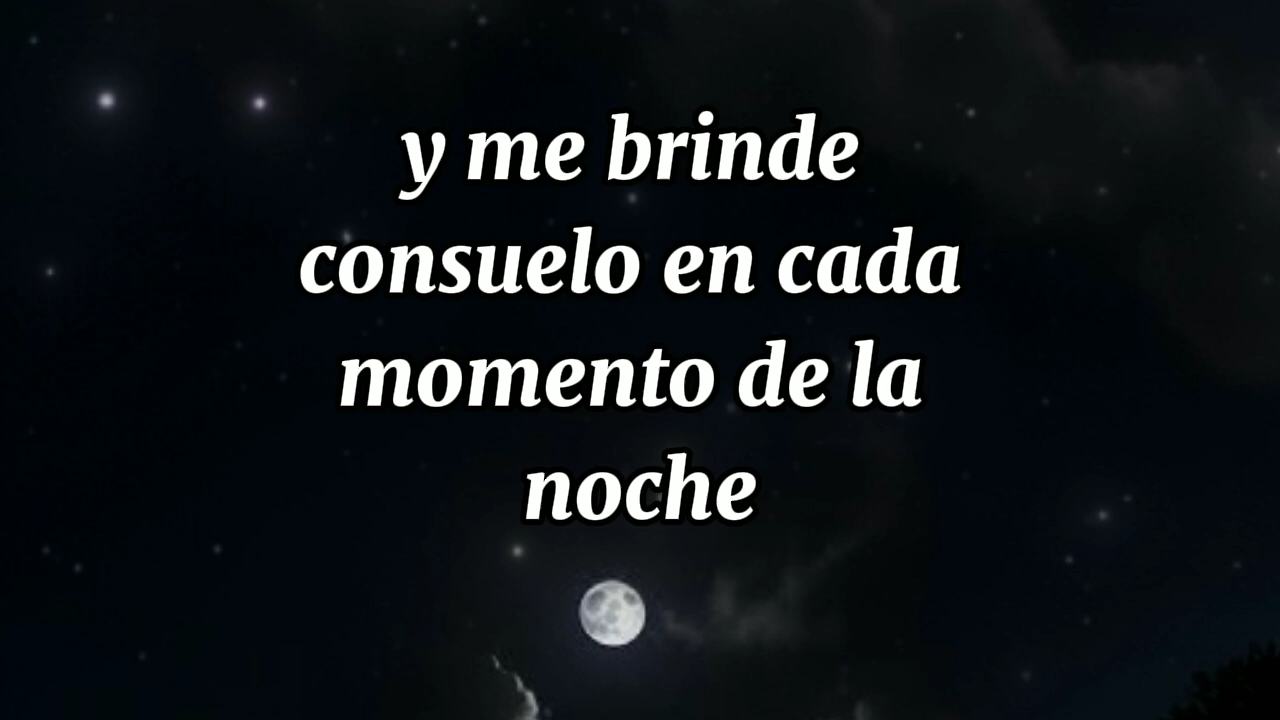 y me brinde
consuelo en cada
momento de la
noche